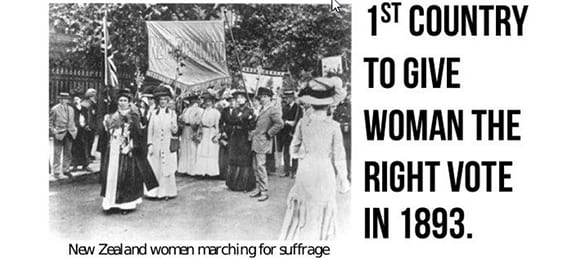 1ST COUNTRY
TO GIVE
WOMAN THE
RIGHT VOTE
IN 1893.
New Zealand women marching for suffrage